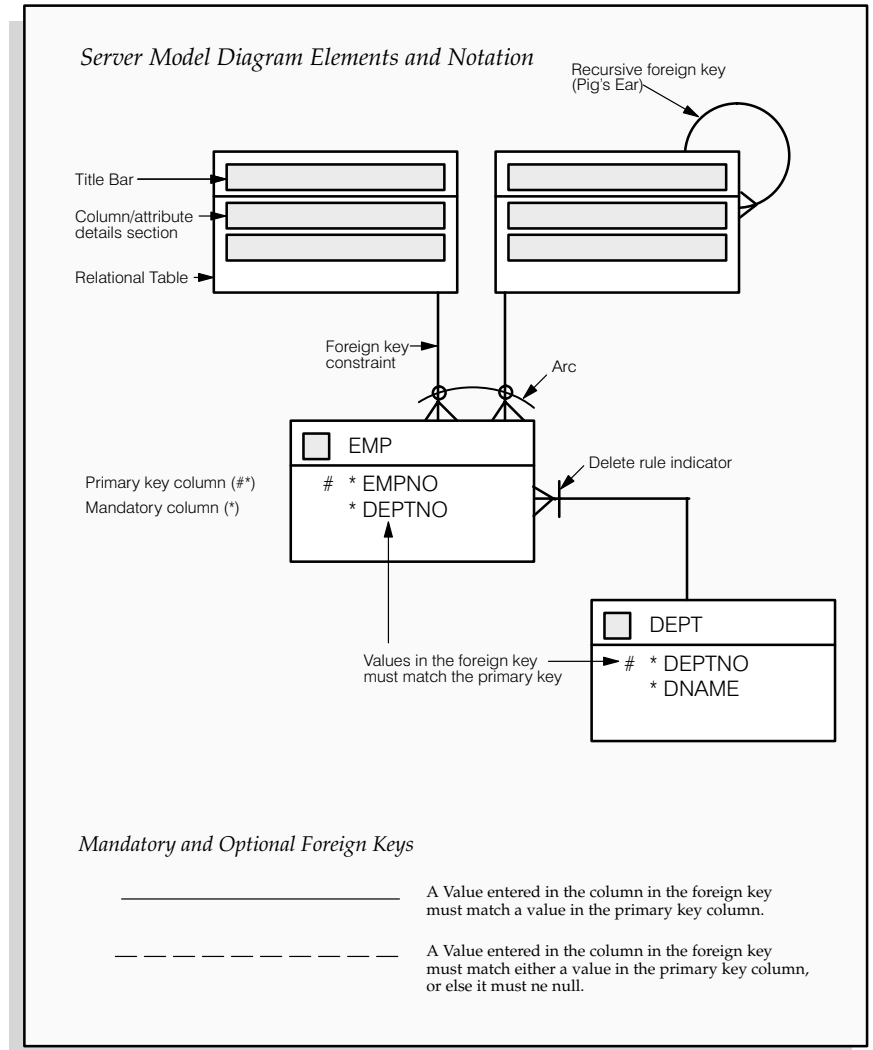 Server Model Diagram Elements and Notation
Recursive foreign key
(Pig's Ear)
Title Bar
Column/attribute
details section
Relational Table
Foreign key
constraint
Arc
EMP
Delete rule indicator
Primary key column (#*)
# * EMPNO
Mandatory column (*)
* DEPTNO
DEPT
Values in the foreign key
must match the primary key
# * DEPTNO
* DNAME
Mandatory and Optional Foreign Keys
A Value entered in the column in the foreign key
must match a value in the primary key column.
A Value entered in the column in the foreign key
must match either a value in the primary key column,
or else it must ne null.